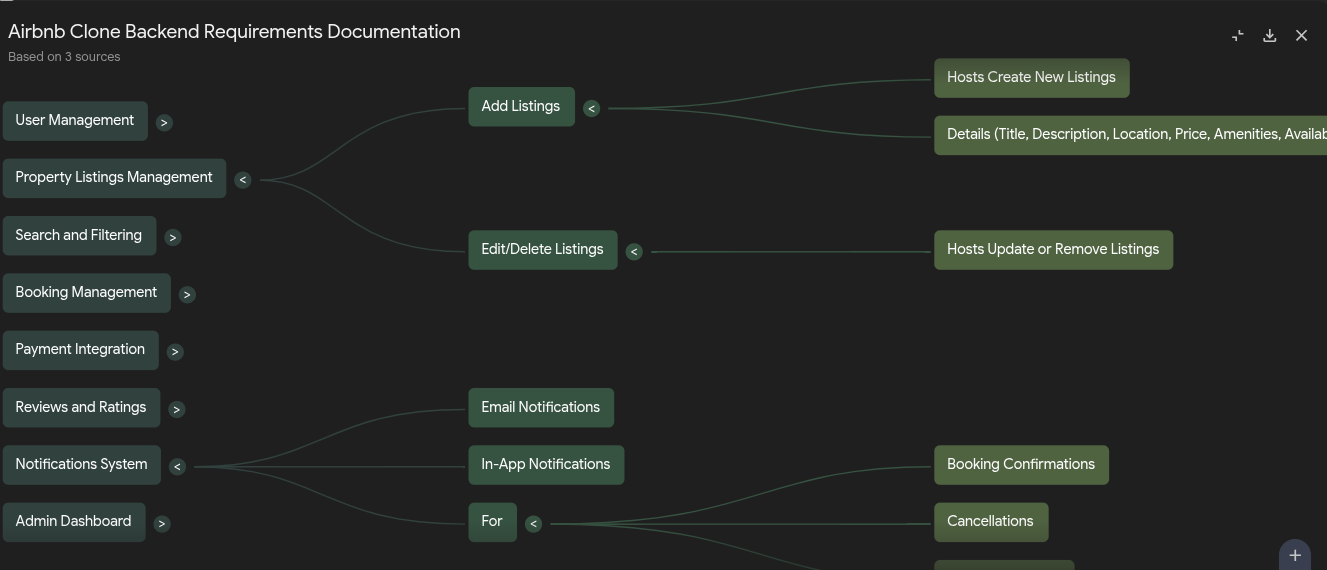 Airbnb Clone Backend Requirements Documentation
Based on 3 sources
User Management >
Property Listings Management <
Search and Filtering >
Booking Management >
Payment Integration >
Reviews and Ratings >
Notifications System <
Admin Dashboard >
Add Listings <
Edit/Delete Listings <
Email Notifications
In-App Notifications
For <
Hosts Create New Listings
Details (Title, Description, Location, Price, Amenities,
Hosts Update or Remove Listings
Booking Confirmations
Cancellations